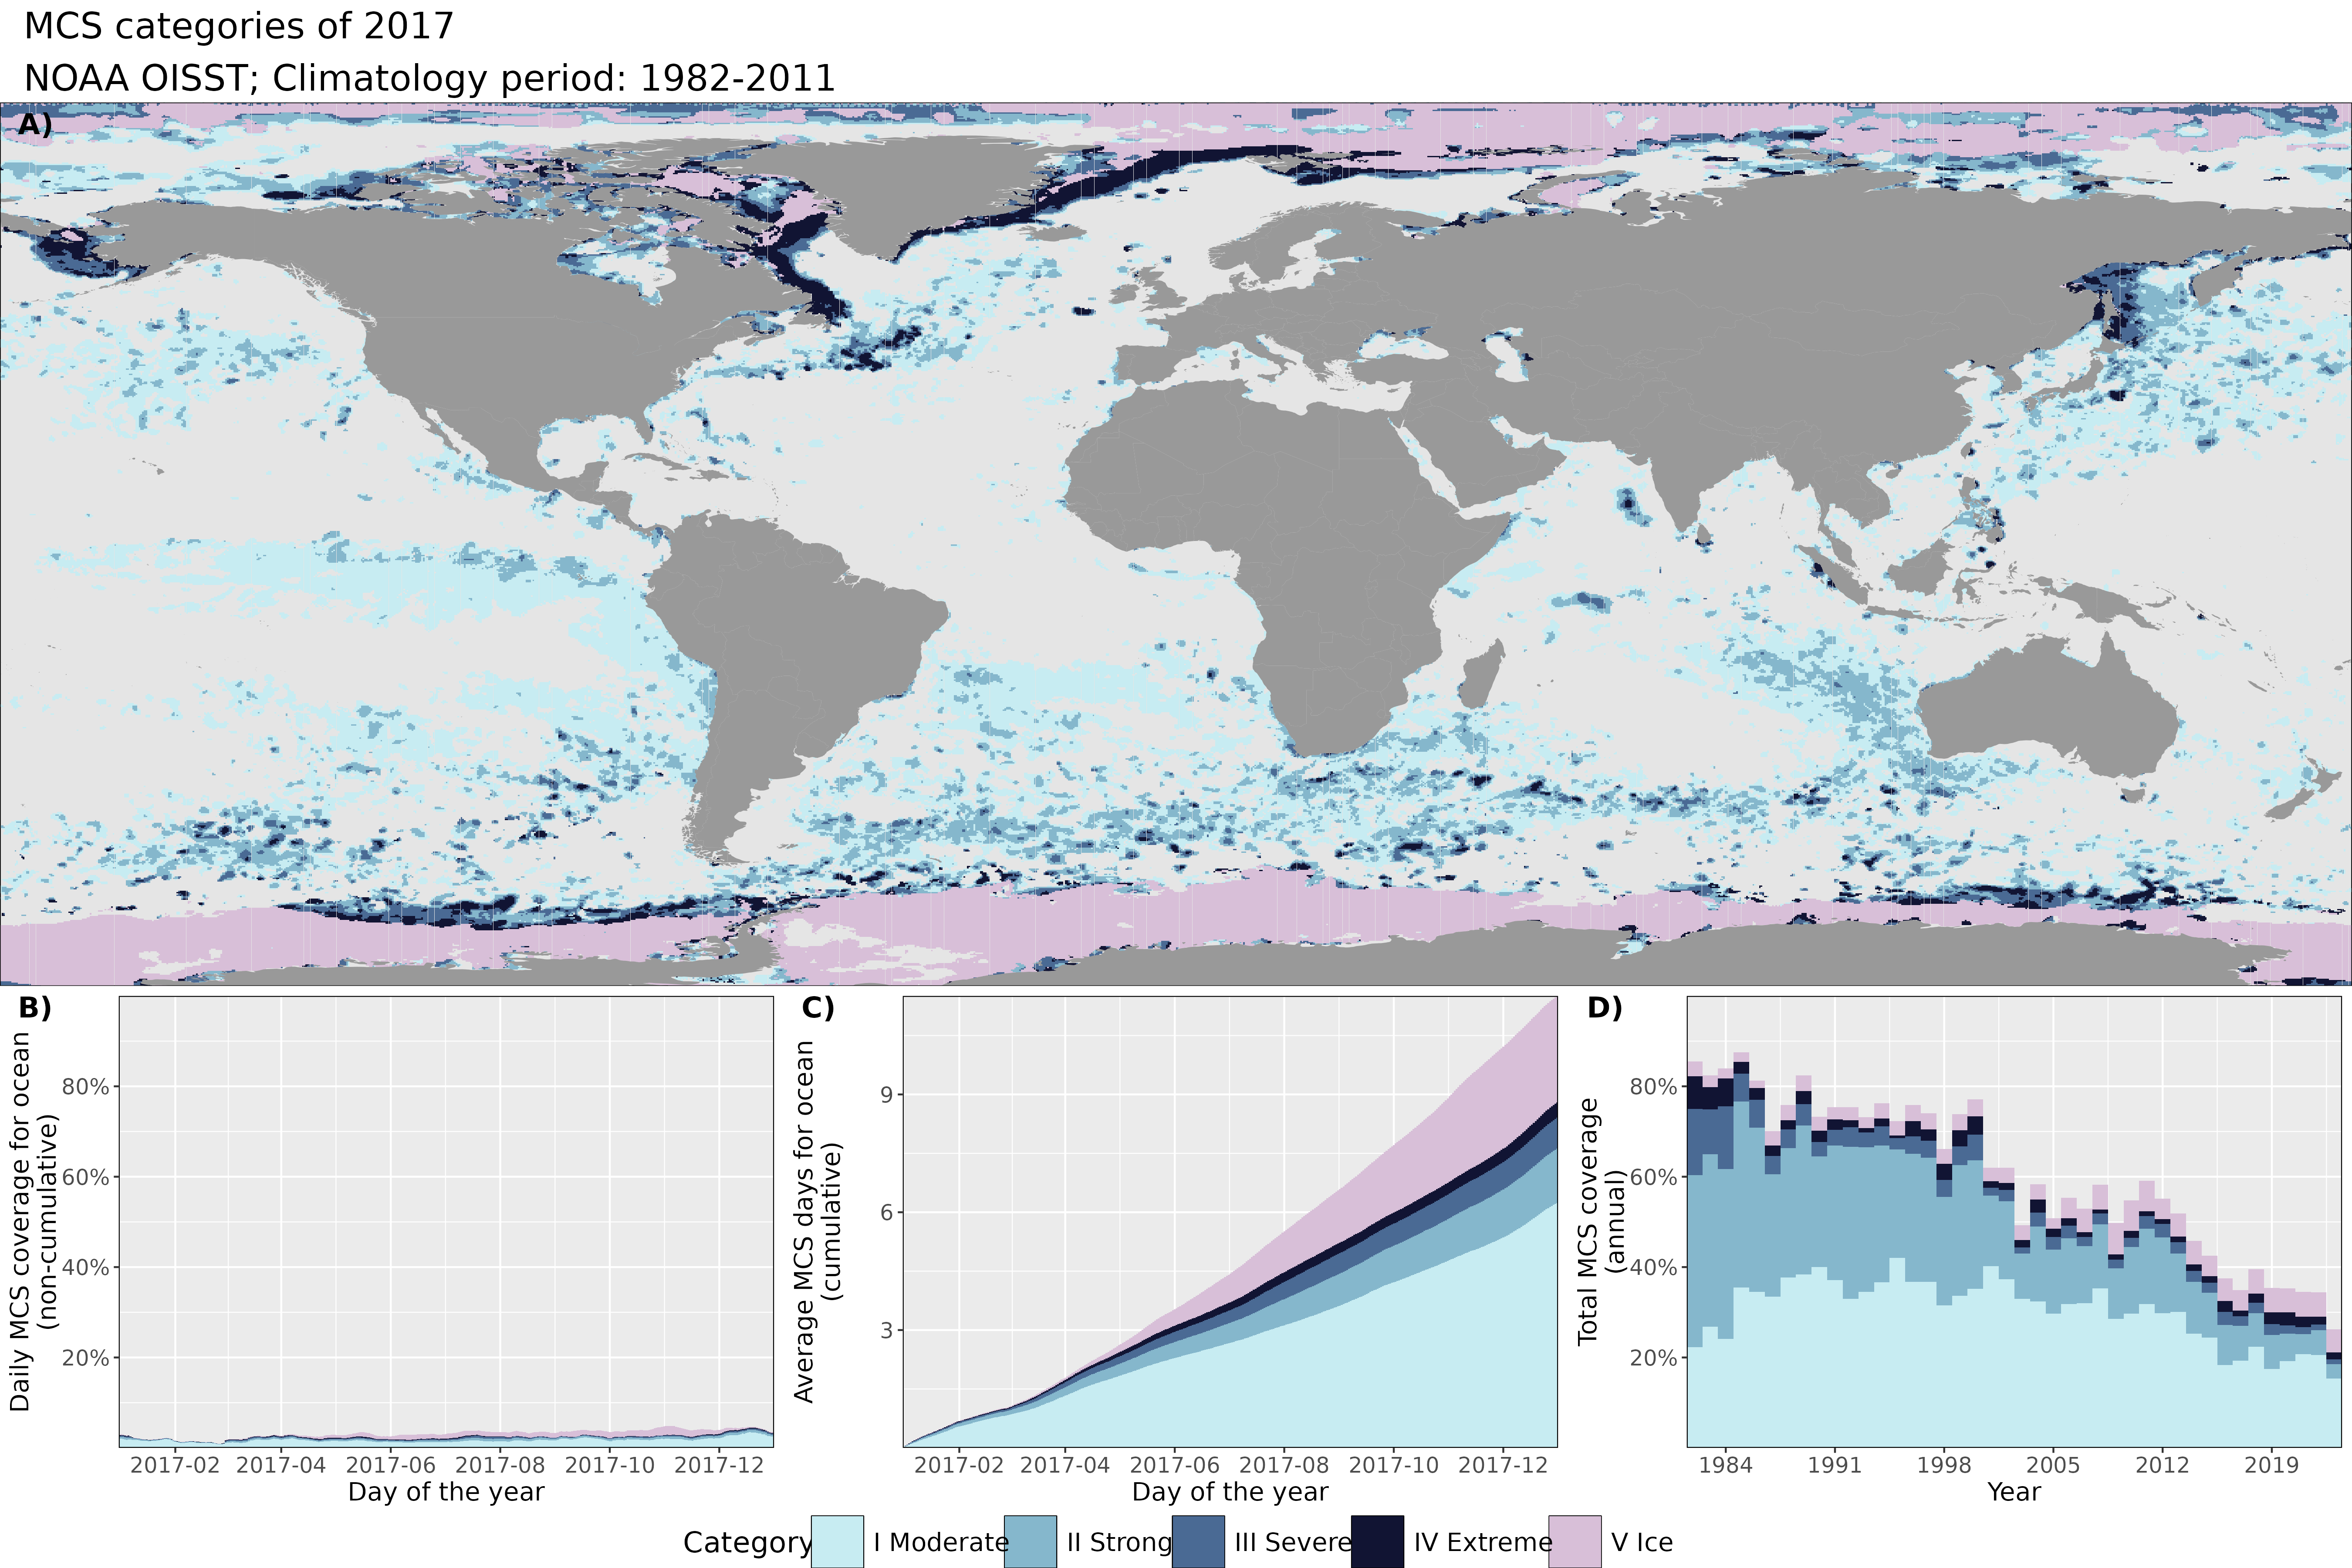 MCS categories of 2017
NOAA OISST; Climatology period: 1982-2011
A)
B)
Daily MCS coverage for ocean
(non-cumulative)
80%
60%
40%
20%
2017-02 2017-04 2017-06 2017-08 2017-10 2017-12
Day of the year
C)
Average MCS days for ocean
(cumulative)
9
6
3
2017-02 2017-04 2017-06 2017-08 2017-10 2017-12
Day of the year
D)
Total MCS coverage
(annual)
80%
60%
40%
20%
1984 1991 1998 2005 2012 2019
Year
Category I Moderate II Strong III Severe IV Extreme V Ice